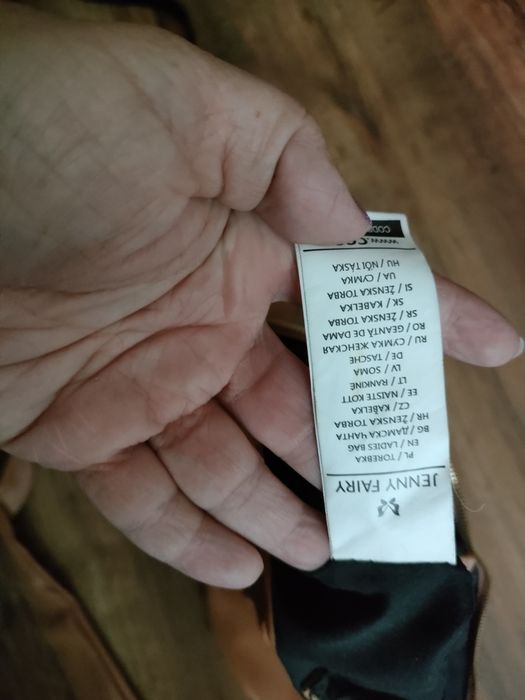 JENNY FAIRY
PL / TOREBKA
EN / LADIES BAG
BG / ДАМСКА ЧАНТА
HR / ŽENSKA TORBA
CZ / KABELKA
EE / NAISTE KOTT
LT / RANKINĖ
LV / SOMA
DE / TASCHE
RU / СУМКА ЖЕНСКАЯ
RO / GEANTĂ DE DAMĂ
SR / ŽENSKA TORBA
SK / KABELKA
SI / ŽENSKA TORBA
UA / СУМКА
HU / NŐI TÁSKA